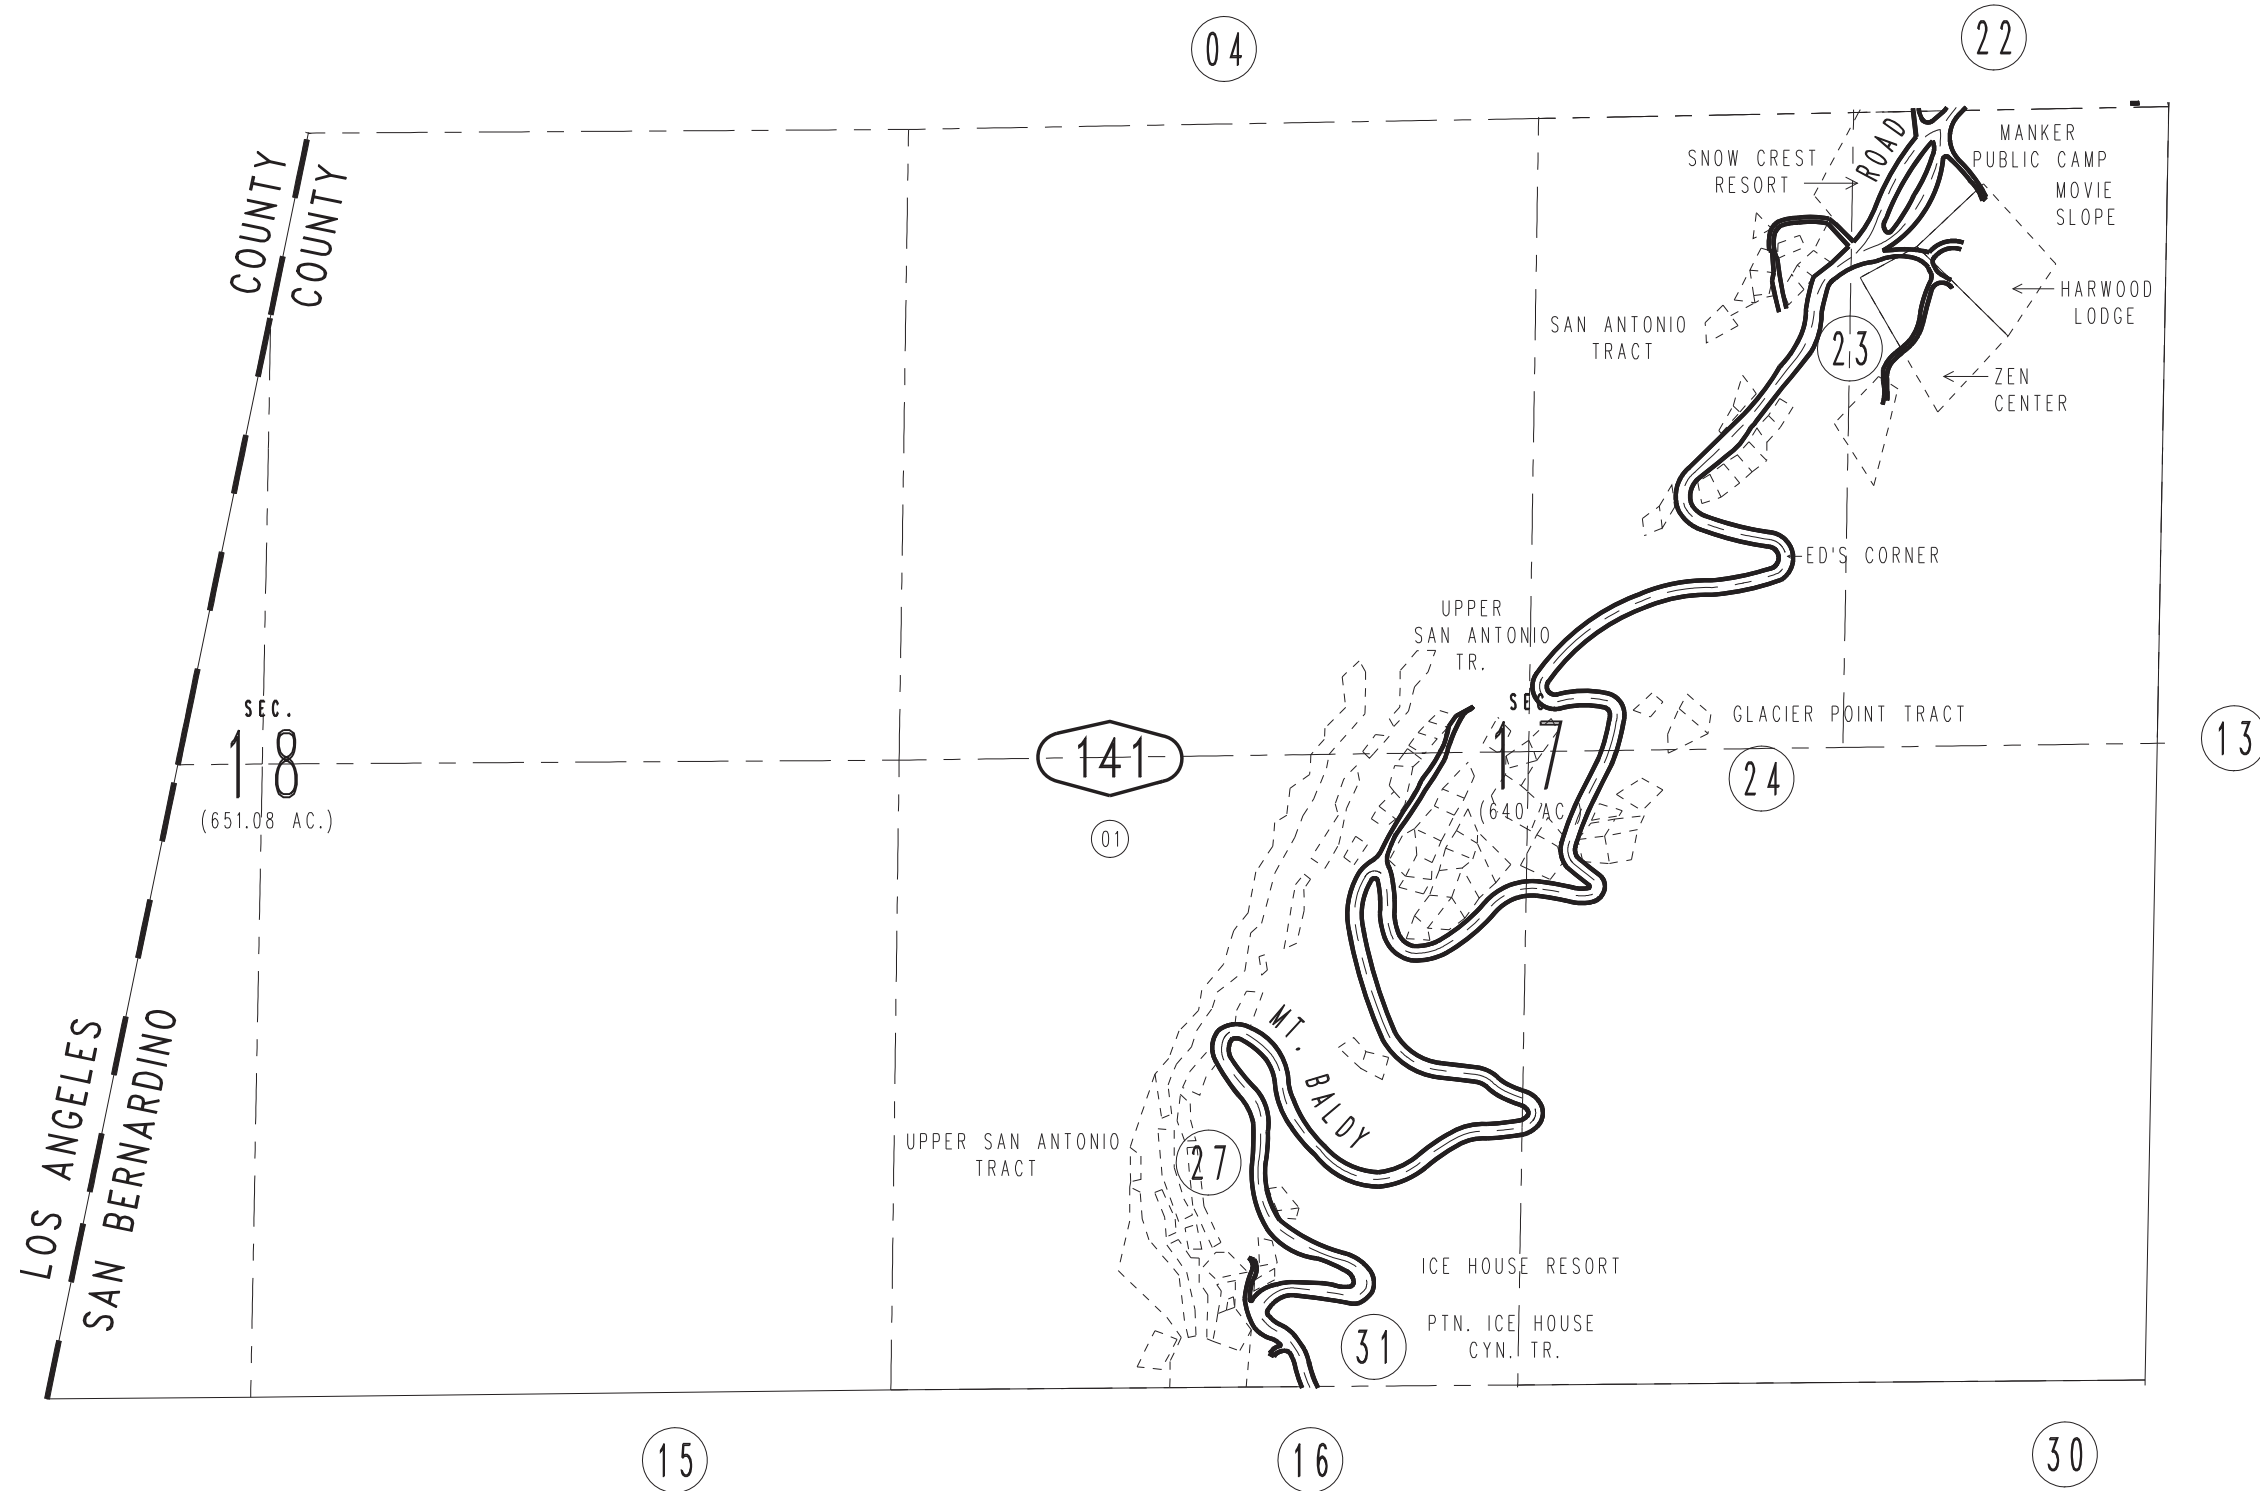 04
22
COUNTY
COUNTY
ROAD
MANKER
PUBLIC CAMP
SNOW CREST
RESORT
MOVIE
SLOPE
HARWOOD
LODGE
SAN ANTONIO
TRACT
23
ZEN
CENTER
ED'S CORNER
UPPER
SAN ANTONIO
TR.
SEC.
18
(651.08 AC.)
141
01
SEC.
17
(640 AC.)
GLACIER POINT TRACT
24
13
LOS ANGELES
SAN BERNARDINO
MT. BALDY
UPPER SAN ANTONIO
TRACT
27
ICE HOUSE RESORT
PTN. ICE HOUSE
CYN. TR.
31
15
16
30